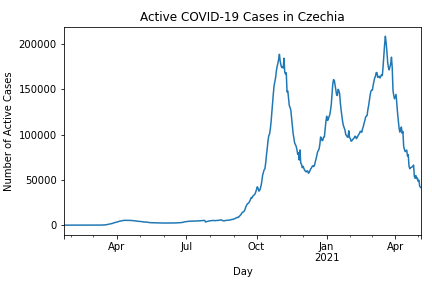 Active COVID-19 Cases in Czechia
Number of Active Cases
200000
150000
100000
50000
0
Apr
Jul
Oct
Jan
2021
Apr
Day